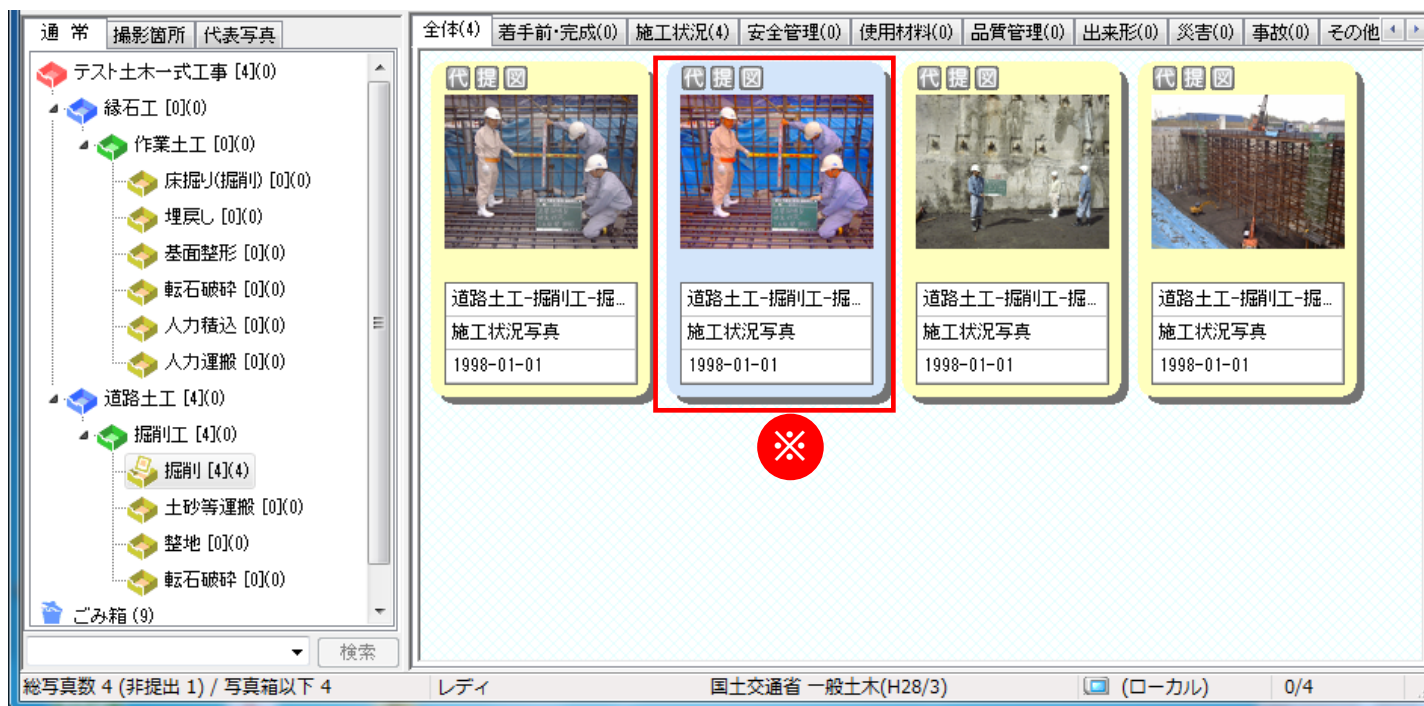 通 常 撮影箇所 代表写真
テスト土木一式工事 [4](0)
縁石工 [0](0)
作業土工 [0](0)
床掘り(掘削) [0](0)
埋戻し [0](0)
基面整形 [0](0)
転石破砕 [0](0)
人力積込 [0](0)
人力運搬 [0](0)
道路土工 [4](0)
掘削工 [4](0)
掘削 [4](4)
土砂等運搬 [0](0)
整地 [0](0)
転石破砕 [0](0)
ごみ箱 (9)
検索
全体(4) 着手前・完成(0) 施工状況(4) 安全管理(0) 使用材料(0) 品質管理(0) 出来形(0) 災害(0) 事故(0) その他
代 提 図 代 提 図 代 提 図 代 提 図
道路土工-掘削工-掘... 道路土工-掘削工-掘... 道路土工-掘削工-掘... 道路土工-掘削工-掘...
施工状況写真 施工状況写真 施工状況写真 施工状況写真
1998-01-01 1998-01-01 1998-01-01 1998-01-01
※
総写真数 4 (非提出 1) / 写真箱以下 4 レディ 国土交通省 一般土木(H28/3) (ローカル) 0/4